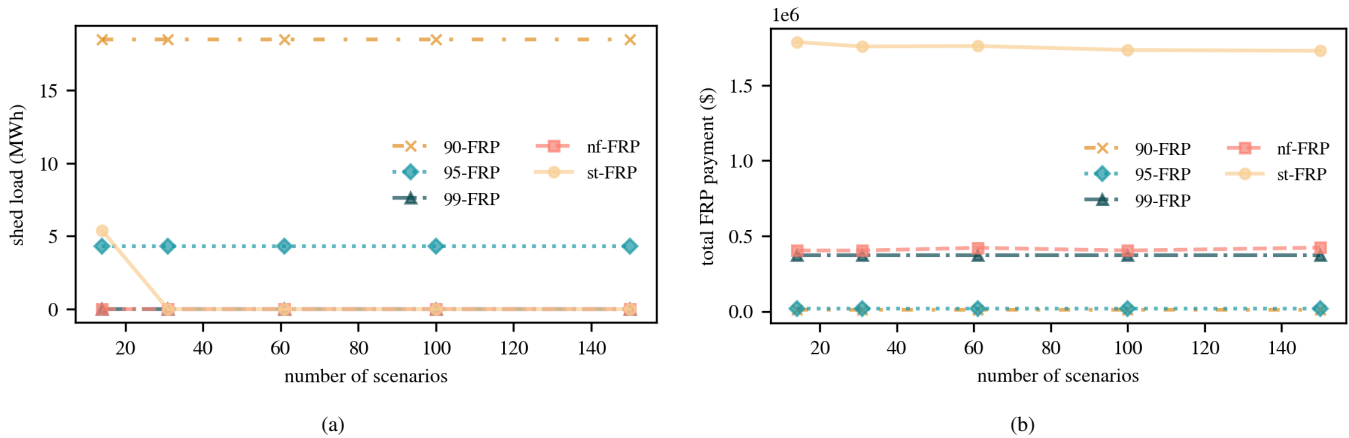 shed load (MWh)
15
10
5
0
90-FRP
95-FRP
99-FRP
nf-FRP
st-FRP
20 40 60 80 100 120 140
number of scenarios
(a)
1e6
total FRP payment ($)
1.5
1.0
0.5
0.0
90-FRP
95-FRP
99-FRP
nf-FRP
st-FRP
20 40 60 80 100 120 140
number of scenarios
(b)